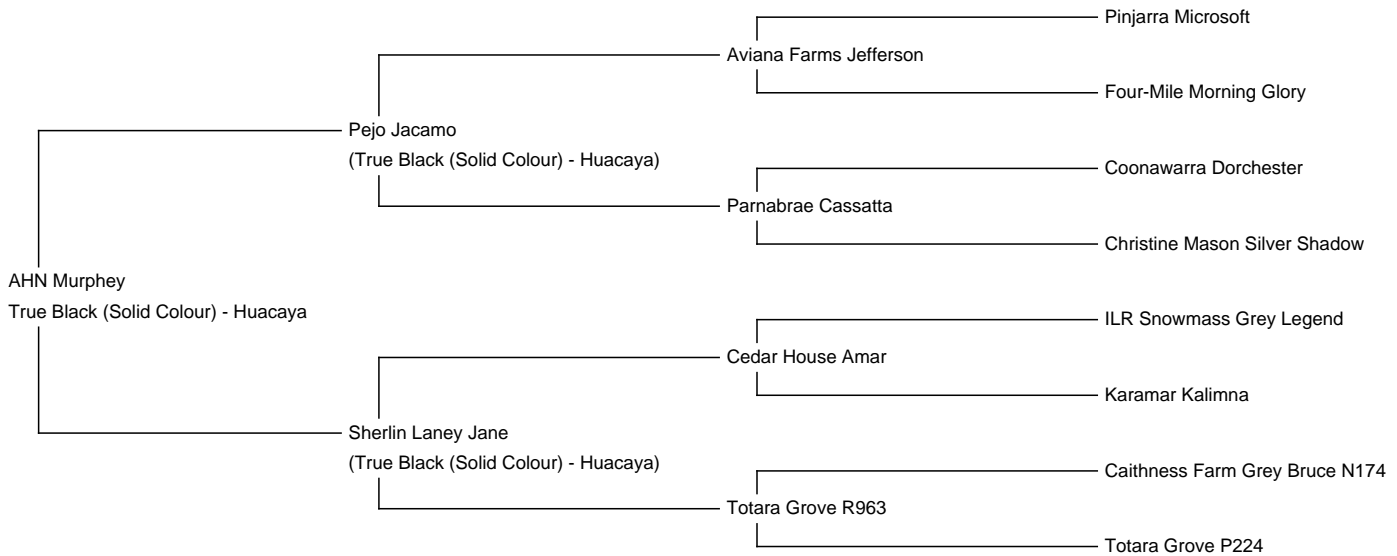 Pinjarra Microsoft
Aviana Farms Jefferson
Four-Mile Morning Glory
Pejo Jacamo
(True Black (Solid Colour) - Huacaya)
Coonawarra Dorchester
Parnabrae Cassatta
Christine Mason Silver Shadow
AHN Murphey
True Black (Solid Colour) - Huacaya
ILR Snowmass Grey Legend
Cedar House Amar
Karamar Kalimna
Sherlin Laney Jane
(True Black (Solid Colour) - Huacaya)
Caithness Farm Grey Bruce N174
Totara Grove R963
Totara Grove P224